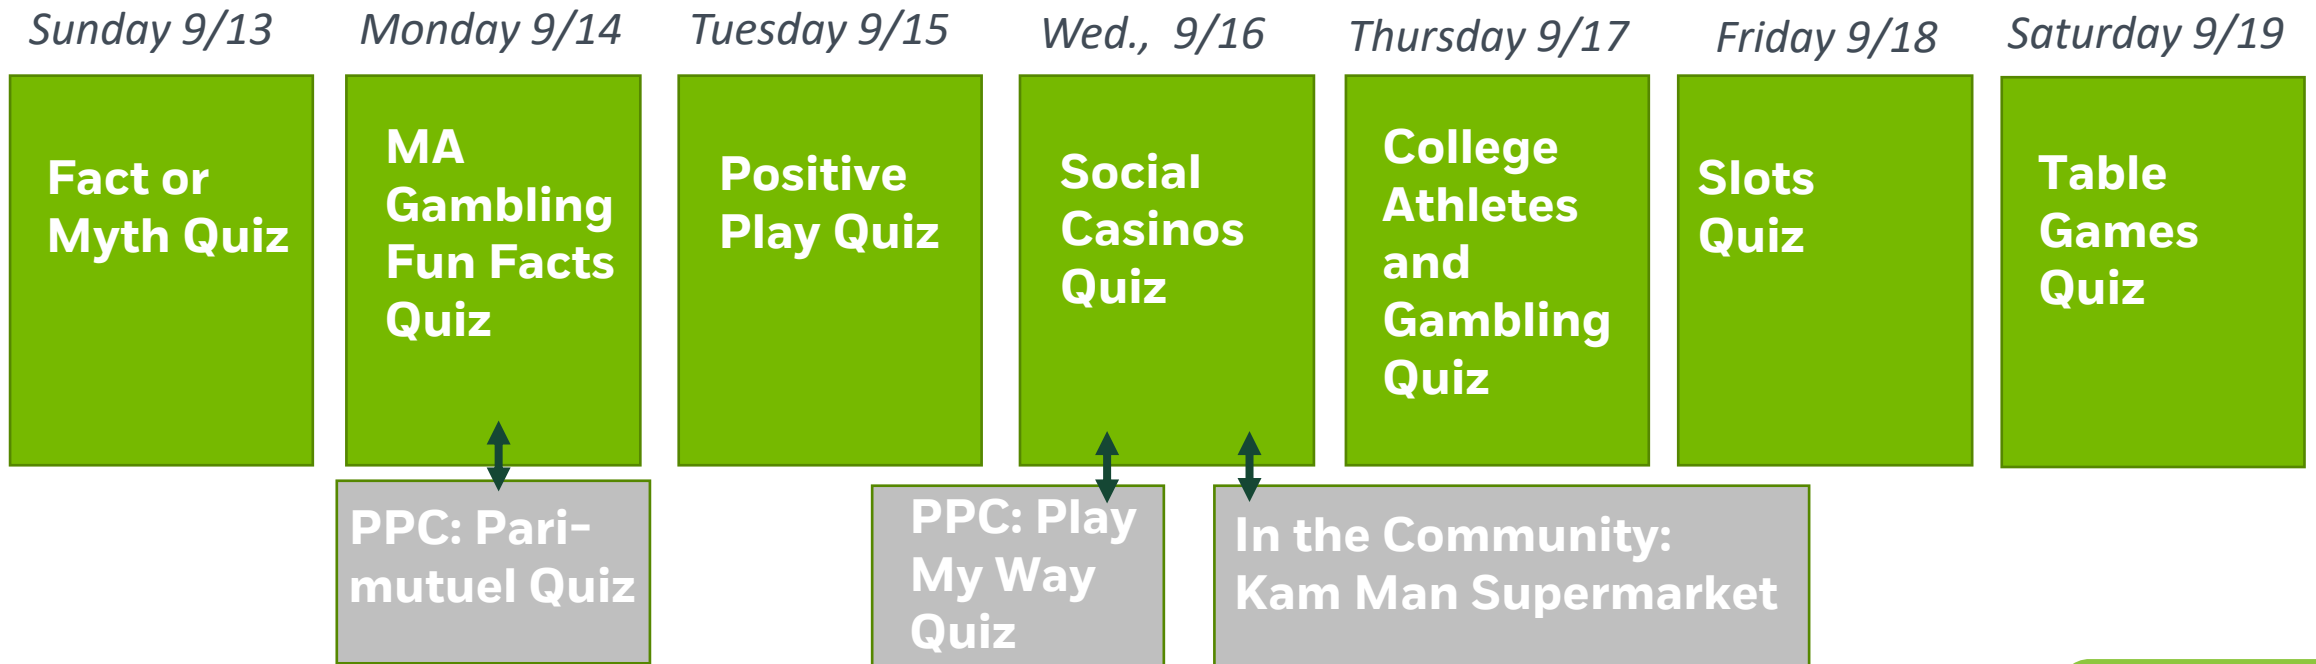 Sunday 9/13
Monday 9/14
Tuesday 9/15
Wed., 9/16
Thursday 9/17
Friday 9/18
Saturday 9/19
Fact or
Myth Quiz
MA
Gambling
Fun Facts
Quiz
Positive
Play Quiz
Social
Casinos
Quiz
College
Athletes
and
Gambling
Quiz
Slots
Quiz
Table
Games
Quiz
PPC: Pari-
mutuel Quiz
PPC: Play
My Way
Quiz
In the Community:
Kam Man Supermarket